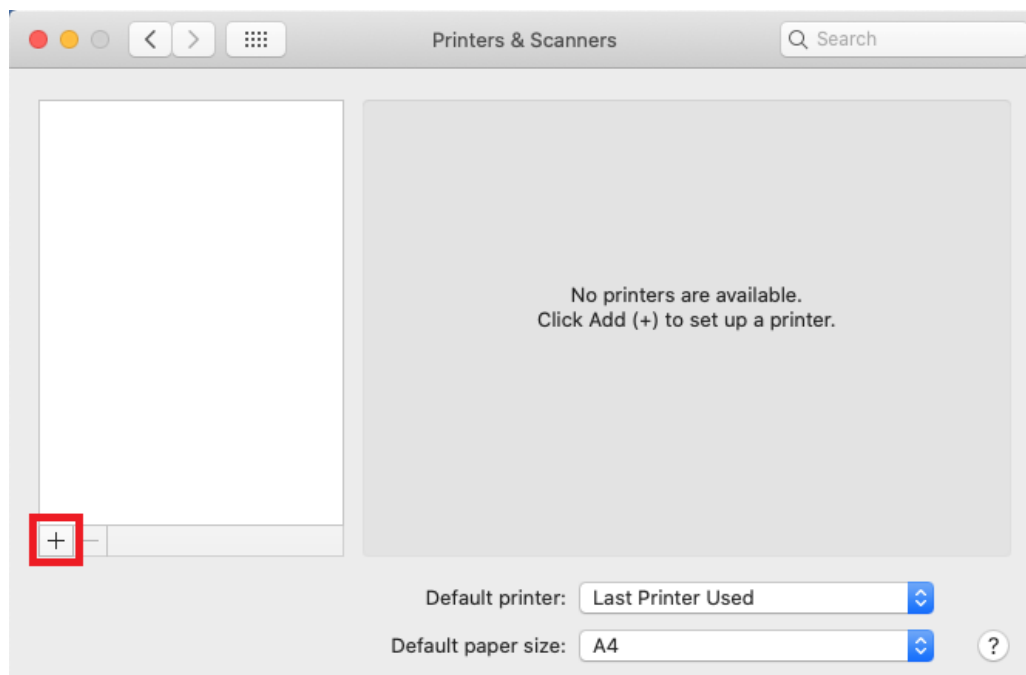 Printers & Scanners
Search
No printers are available.
Click Add (+) to set up a printer.
+ −
Default printer: Last Printer Used
Default paper size: A4
?